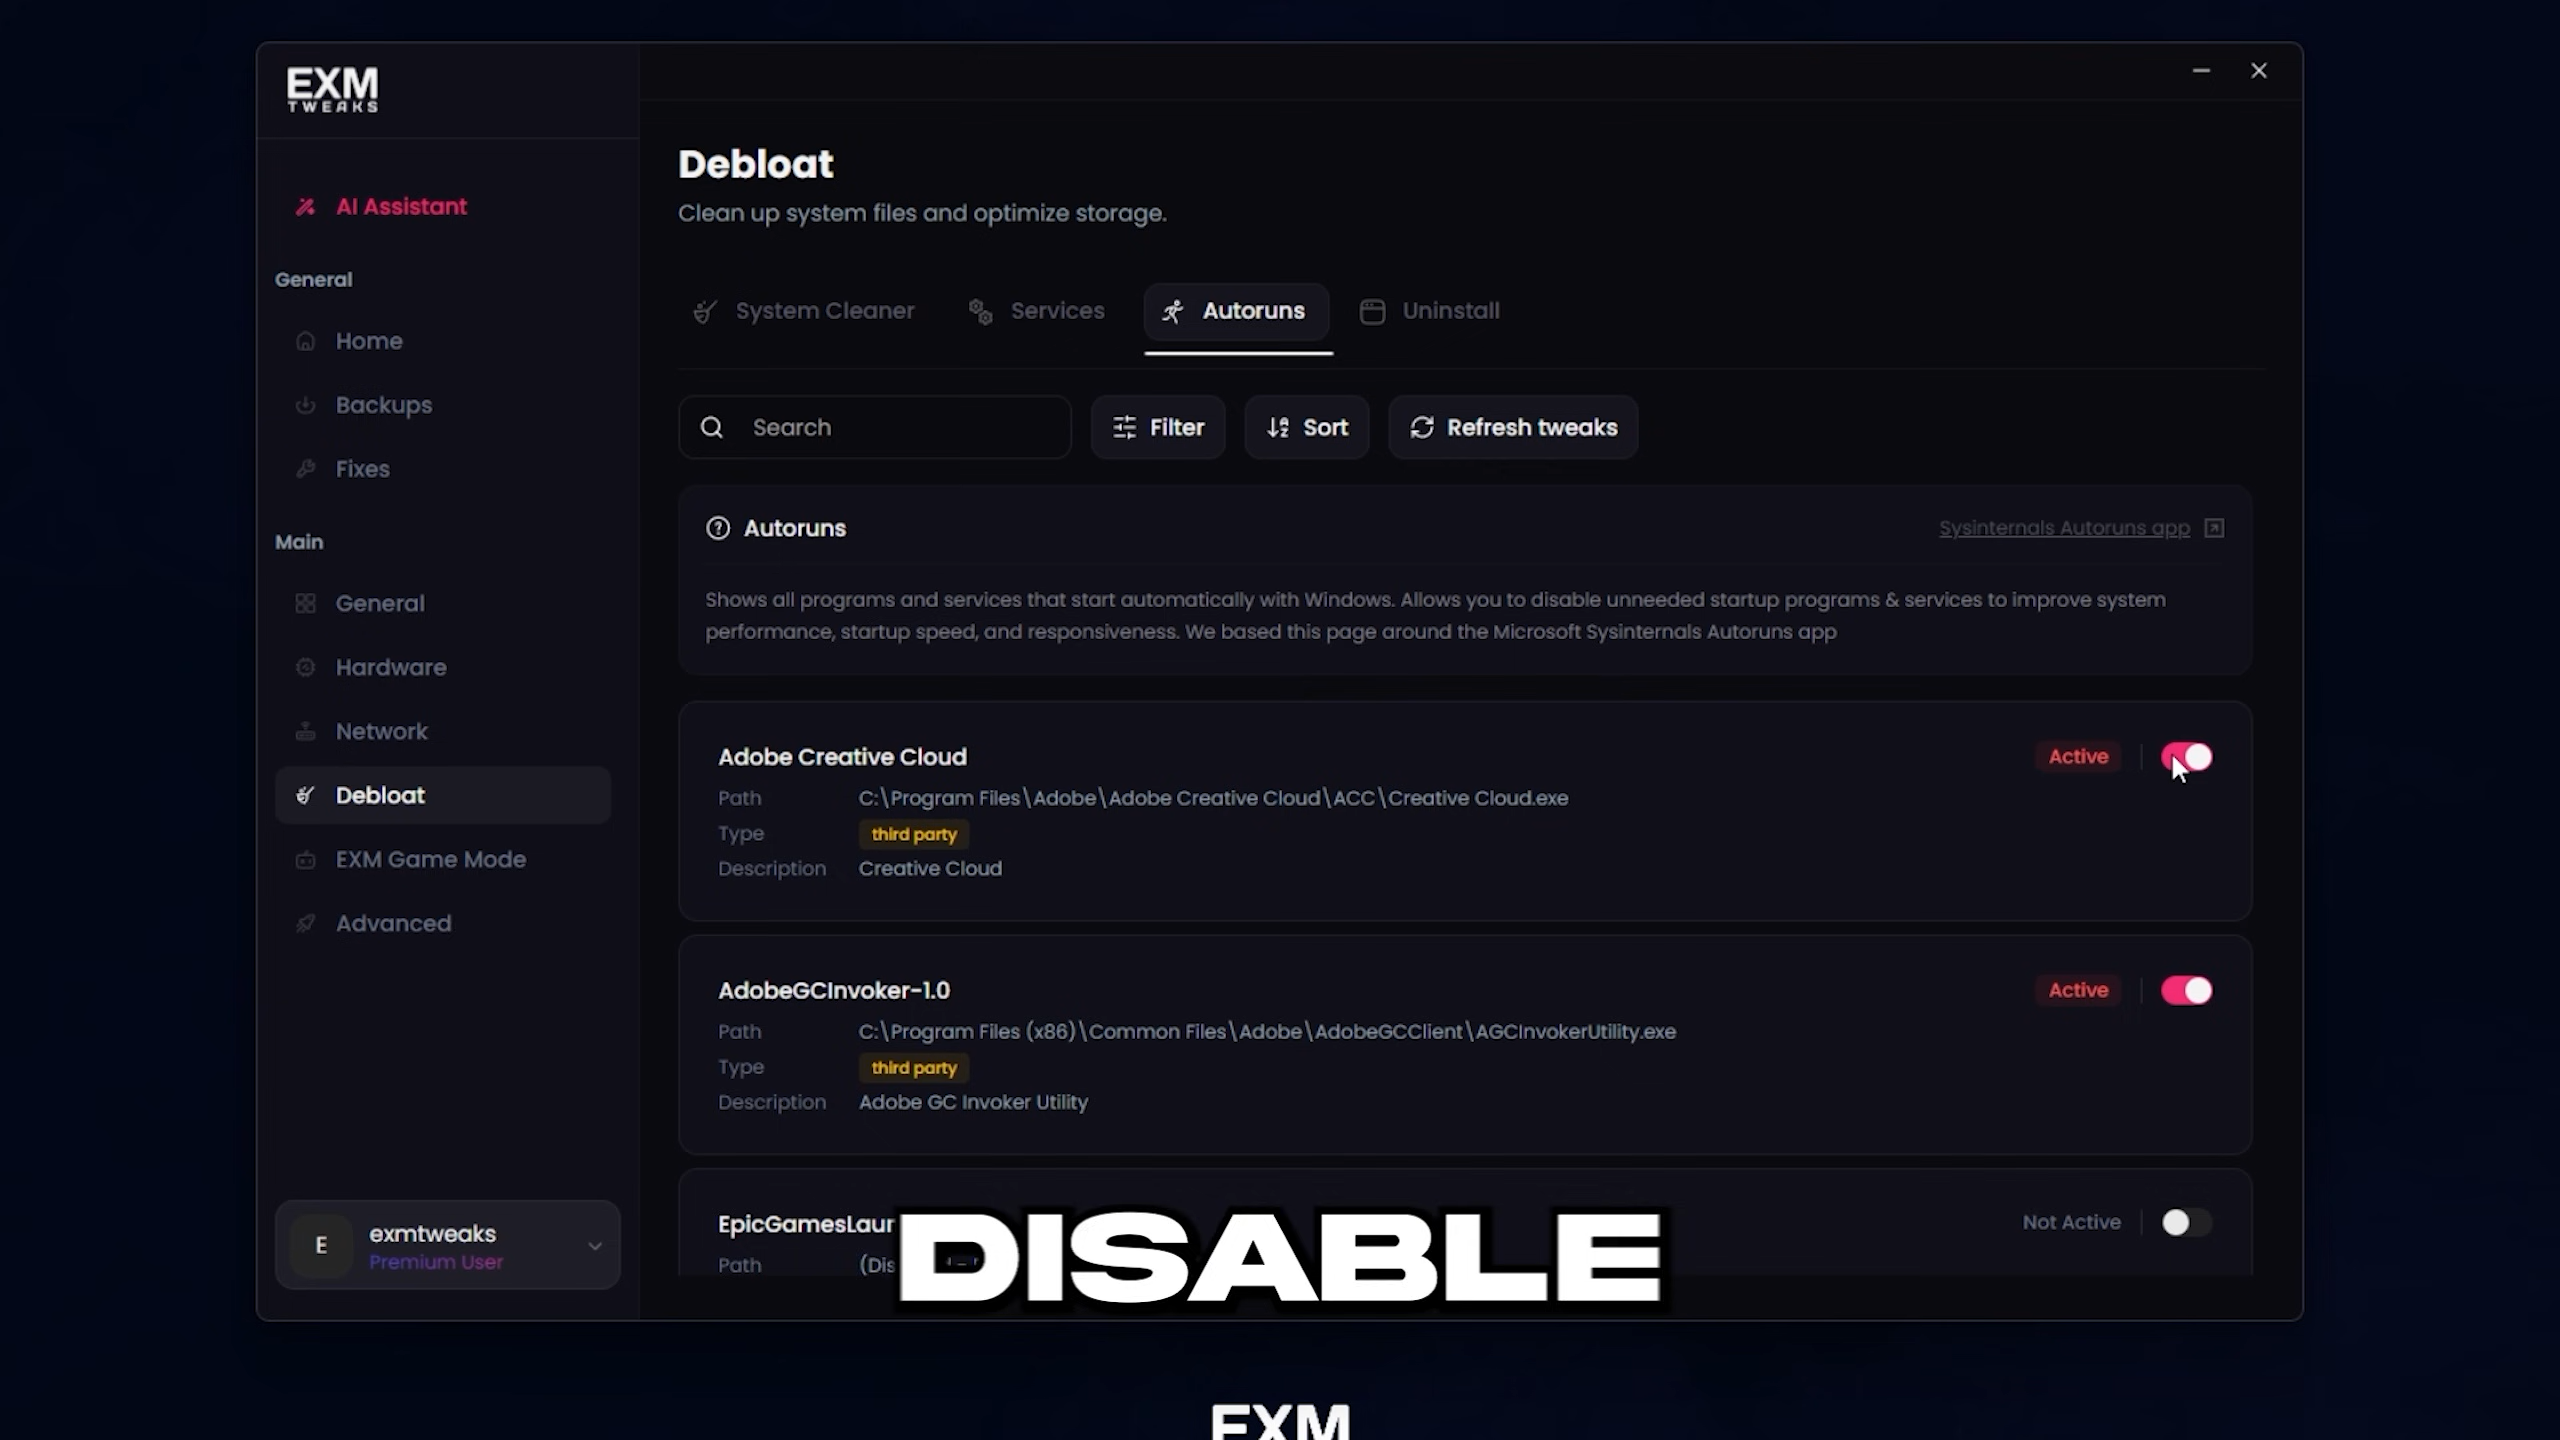 EXM
TWEAKS
AI Assistant
General
Home
Backups
Fixes
Main
General
Hardware
Network
Debloat
EXM Game Mode
Advanced
E
exmtweaks
Premium User
Debloat
Clean up system files and optimize storage.
System Cleaner
Services
Autoruns
Uninstall
Search
Filter
Sort
Refresh tweaks
Autoruns
Sysinternals Autoruns app
Shows all programs and services that start automatically with Windows. Allows you to disable unneeded startup programs & services to improve system
performance, startup speed, and responsiveness. We based this page around the Microsoft Sysinternals Autoruns app
Adobe Creative Cloud
Active
Path C:\Program Files\Adobe\Adobe Creative Cloud\ACC\Creative Cloud.exe
Type third party
Description Creative Cloud
AdobeGCInvoker-1.0
Active
Path C:\Program Files (x86)\Common Files\Adobe\AdobeGCClient\AGCInvokerUtility.exe
Type third party
Description Adobe GC Invoker Utility
EpicGamesLaun
Not Active
Path (Dis
DISABLE
EXM